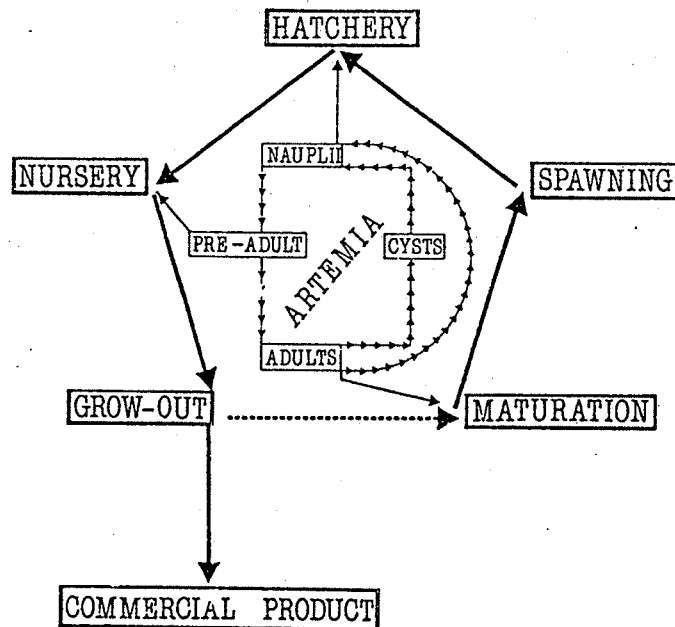 HATCHERY
NAUPLII
NURSERY
SPAWNING
PRE-ADULT
CYSTS
ARTEMIA
ADULTS
GROW-OUT
MATURATION
COMMERCIAL PRODUCT